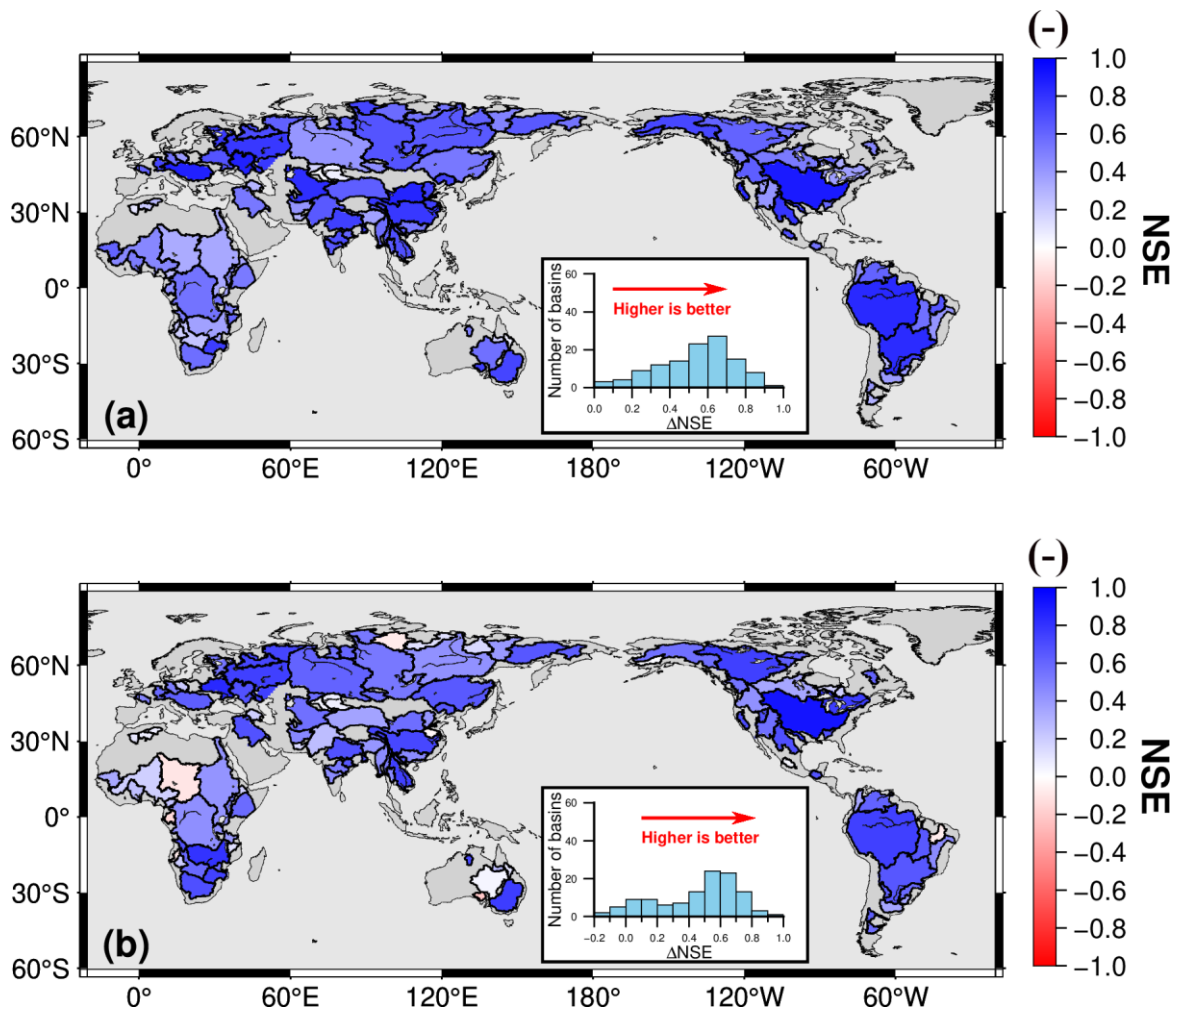 (-)
1.0
0.8
0.6
0.4
0.2
0.0
−0.2
−0.4
−0.6
−0.8
−1.0
NSE
60°N
30°N
0°
30°S
60°S
(a)
Number of basins
60
40
20
0
Higher is better
0.0 0.2 0.4 0.6 0.8 1.0
ΔNSE
0° 60°E 120°E 180° 120°W 60°W
(-)
1.0
0.8
0.6
0.4
0.2
0.0
−0.2
−0.4
−0.6
−0.8
−1.0
NSE
60°N
30°N
0°
30°S
60°S
(b)
Number of basins
60
40
20
0
Higher is better
−0.2 0.0 0.2 0.4 0.6 0.8 1.0
ΔNSE
0° 60°E 120°E 180° 120°W 60°W